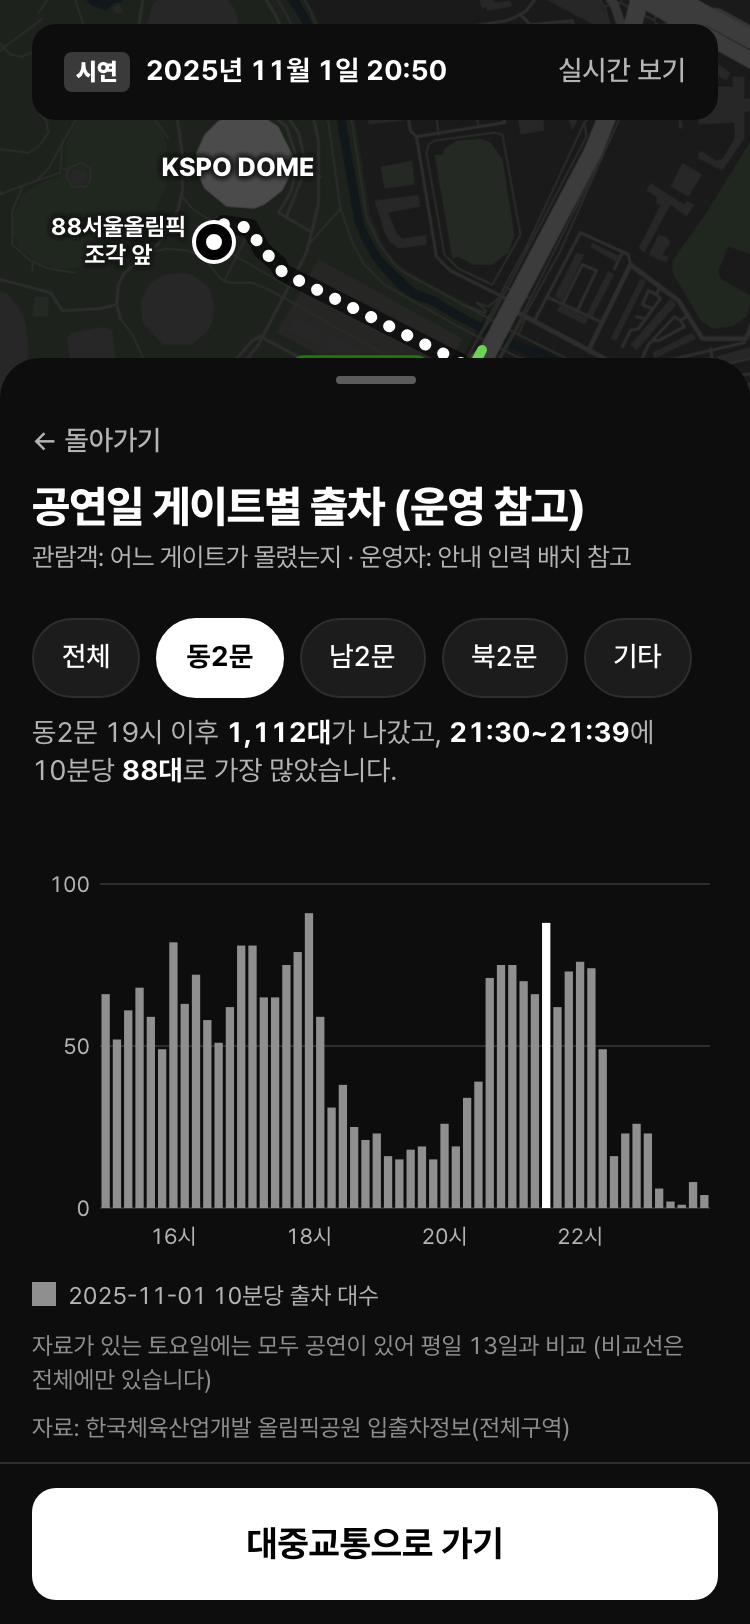 시연 2025년 11월 1일 20:50 실시간 보기
KSPO DOME
88서울올림픽
조각 앞
← 돌아가기
공연일 게이트별 출차 (운영 참고)
관람객: 어느 게이트가 몰렸는지 · 운영자: 안내 인력 배치 참고
전체 동2문 남2문 북2문 기타
동2문 19시 이후 1,112대가 나갔고, 21:30~21:39에
10분당 88대로 가장 많았습니다.
100
50
0
16시 18시 20시 22시
2025-11-01 10분당 출차 대수
자료가 있는 토요일에는 모두 공연이 있어 평일 13일과 비교 (비교선은
전체에만 있습니다)
자료: 한국체육산업개발 올림픽공원 입출차정보(전체구역)
대중교통으로 가기